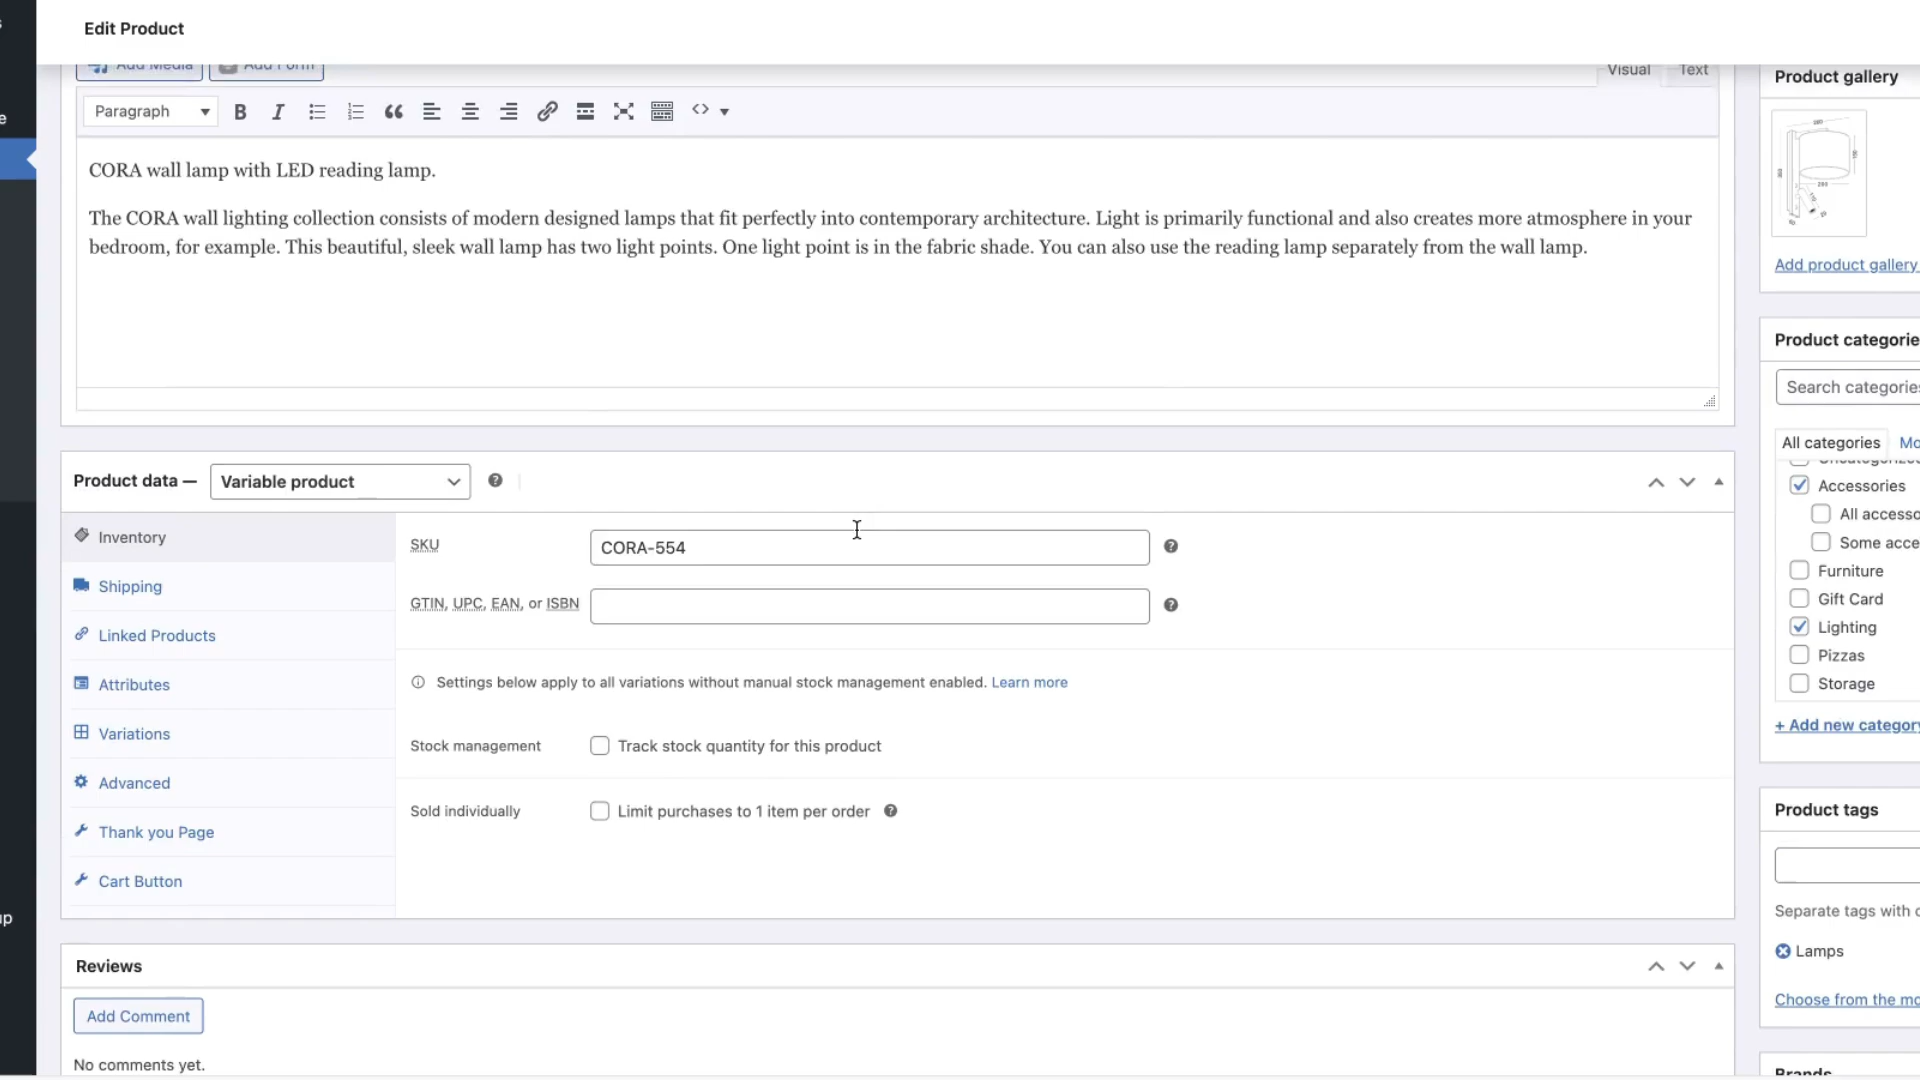 Edit Product
Add Media
Add Form
Visual
Text
Paragraph
CORA wall lamp with LED reading lamp.
The CORA wall lighting collection consists of modern designed lamps that fit perfectly into contemporary architecture. Light is primarily functional and also creates more atmosphere in your
bedroom, for example. This beautiful, sleek wall lamp has two light points. One light point is in the fabric shade. You can also use the reading lamp separately from the wall lamp.
Product data —
Variable product
Inventory
Shipping
Linked Products
Attributes
Variations
Advanced
Thank you Page
Cart Button
SKU
CORA-554
GTIN, UPC, EAN, or ISBN
Settings below apply to all variations without manual stock management enabled. Learn more
Stock management
Track stock quantity for this product
Sold individually
Limit purchases to 1 item per order
Reviews
Add Comment
No comments yet.
Product gallery
Add product gallery
Product categorie
Search categories
All categories
Mo
Uncategorized
Accessories
All accesso
Some acce
Furniture
Gift Card
Lighting
Pizzas
Storage
+ Add new category
Product tags
Separate tags with c
Lamps
Choose from the mo
Brands
e
up